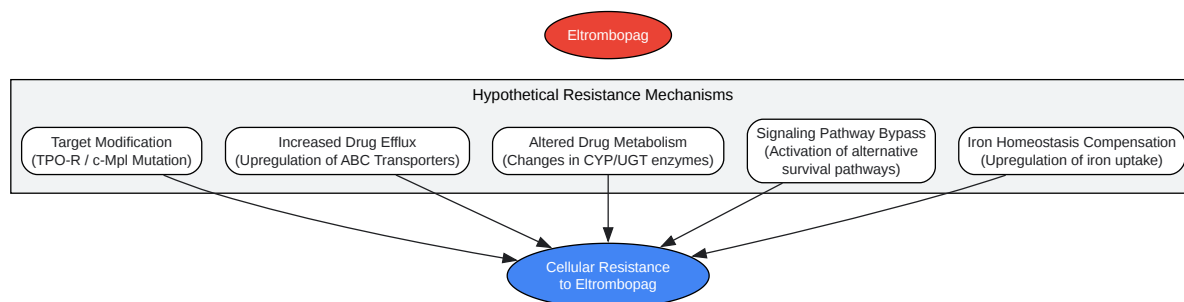 Eltrombopag
Hypothetical Resistance Mechanisms
Target Modification
(TPO-R / c-Mpl Mutation)
Increased Drug Efflux
(Upregulation of ABC Transporters)
Altered Drug Metabolism
(Changes in CYP/UGT enzymes)
Signaling Pathway Bypass
(Activation of alternative
survival pathways)
Iron Homeostasis Compensation
(Upregulation of iron uptake)
Cellular Resistance
to Eltrombopag